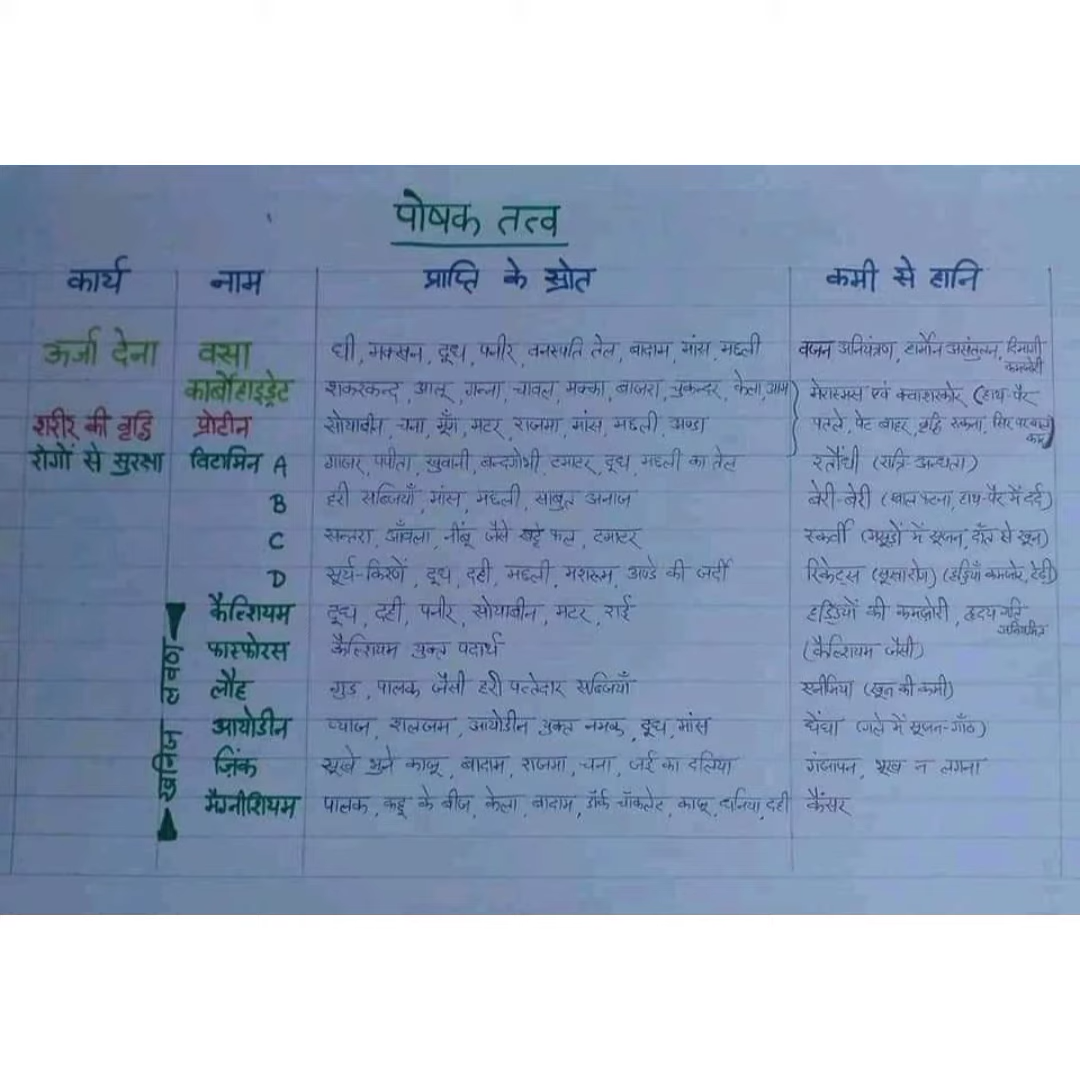 पोषक तत्व
कार्य नाम प्राप्ति के स्रोत कमी से हानि
ऊर्जा देना वसा घी, मक्खन, दूध, पनीर, वनस्पति तेल, बादाम, मांस, मछली वजन अनियंत्रण, हार्मोन असंतुलन, दिमागी कमजोरी
कार्बोहाइड्रेट शकरकन्द, आलू, गन्ना, चावल, मक्का, बाजरा, चुकन्दर, केला, आम मेरास्मस एवं क्वाशरकोर (हाथ-पैर
शरीर की वृद्धि प्रोटीन सोयाबीन, चना, मूँग, मटर, राजमा, मांस, मछली, अण्डा पतले, पेट बाहर, वृद्धि रुकना, सिर पर बाल कम)
रोगों से सुरक्षा विटामिन A गाजर, पपीता, खुवानी, बन्दगोभी, टमाटर, दूध, मछली का तेल रतौंधी (रात्रि-अन्धता)
B हरी सब्जियाँ, मांस, मछली, साबुत अनाज बेरी-बेरी (खाल फटना, हाथ-पैर में दर्द)
C सन्तरा, आँवला, नींबू जैसे खट्टे फल, टमाटर स्कर्वी (मसूड़ों में सूजन, दाँत से खून)
D सूर्य-किरणें, दूध, दही, मछली, मशरूम, अण्डे की जर्दी रिकेट्स (सूखा रोग) (हड्डियाँ कमजोर, टेढ़ी)
खनिज लवण
कैल्शियम दूध, दही, पनीर, सोयाबीन, मटर, राई हड्डियों की कमजोरी, हृदय गति अनियमित
फास्फोरस कैल्शियम युक्त पदार्थ (कैल्शियम जैसी)
लौह गुड़, पालक जैसी हरी पत्तेदार सब्जियाँ एनीमिया (खून की कमी)
आयोडीन प्याज, शलजम, आयोडीन युक्त नमक, दूध, मांस घेंघा (गले में सूजन-गाँठ)
जिंक सूखे भुने काजू, बादाम, राजमा, चना, जई का दलिया गंजापन, भूख न लगना
मैग्नीशियम पालक, कद्दू के बीज, केला, बादाम, डॉर्क चॉकलेट, काजू, दही कैंसर